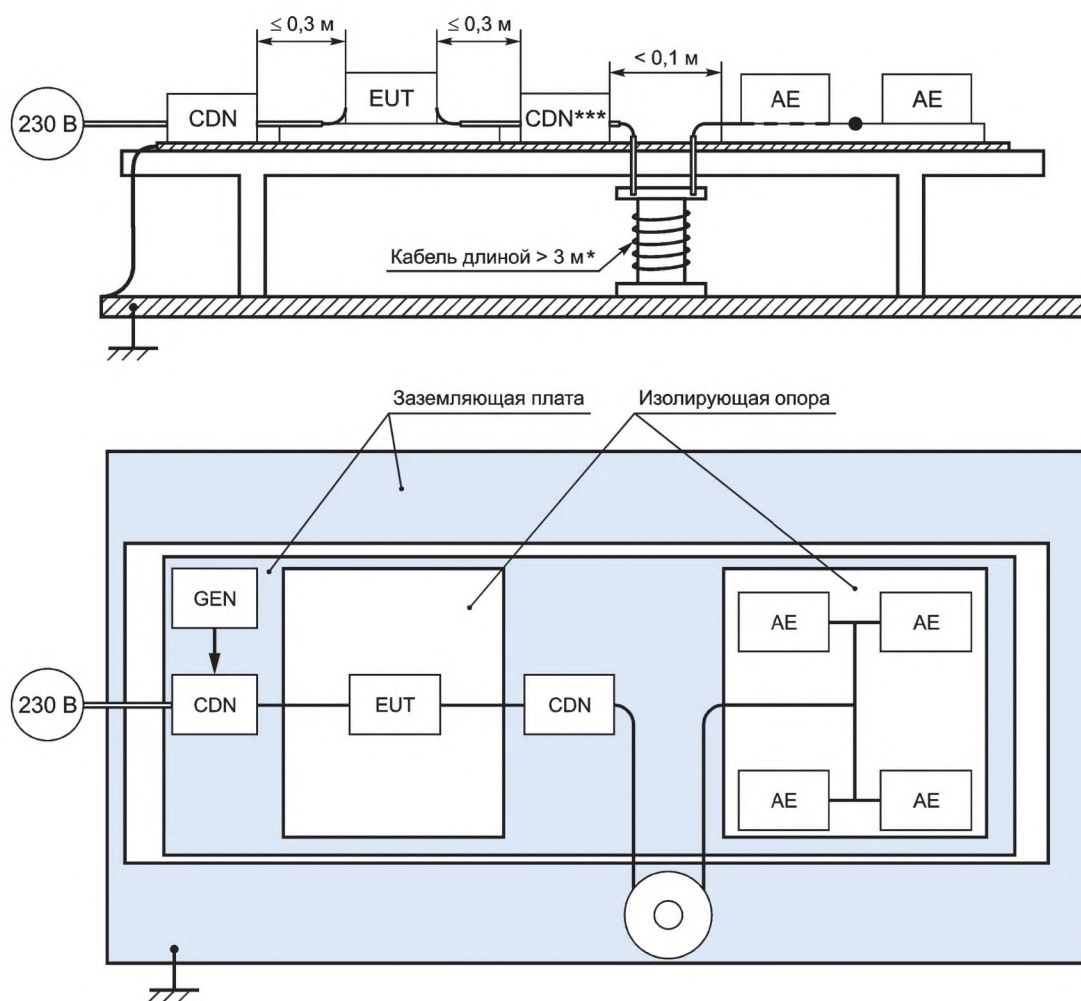 ≤ 0,3 м
≤ 0,3 м
< 0,1 м
230 В
CDN
EUT
CDN***
AE
AE
Кабель длиной > 3 м*
Заземляющая плата
Изолирующая опора
GEN
AE
AE
230 В
CDN
EUT
CDN
AE
AE